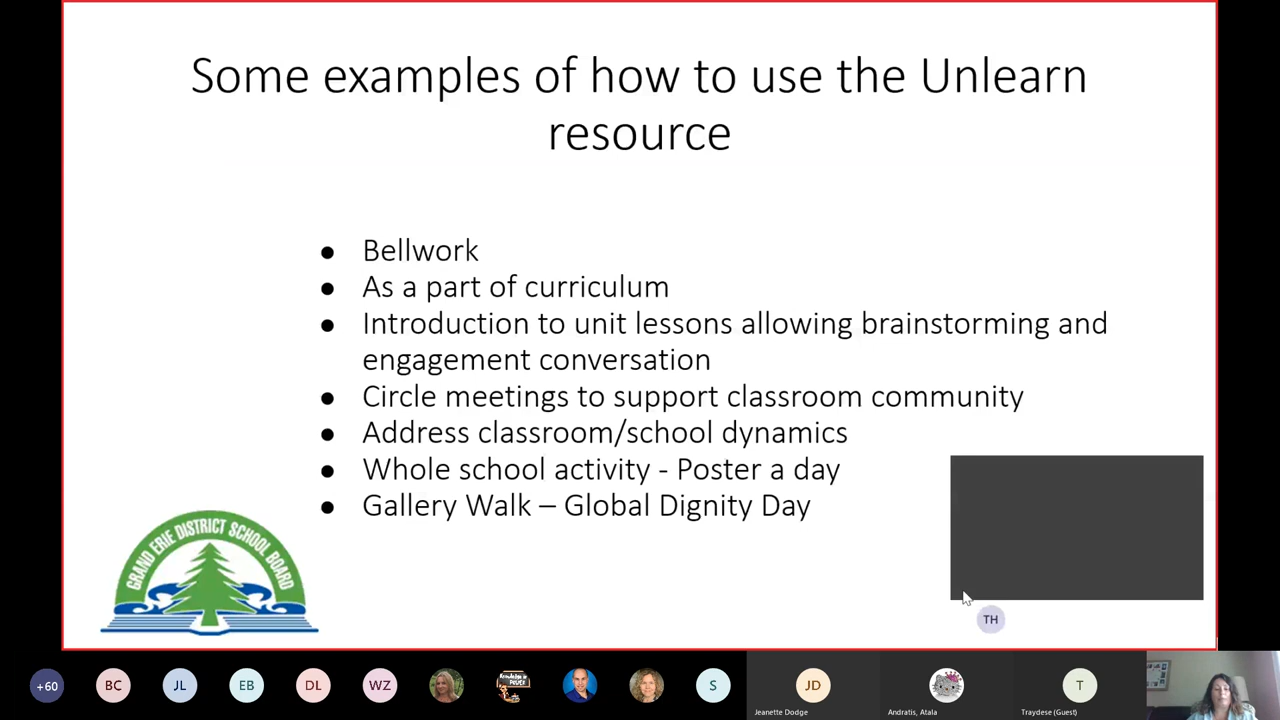 Some examples of how to use the Unlearn
resource
● Bellwork
● As a part of curriculum
● Introduction to unit lessons allowing brainstorming and
engagement conversation
● Circle meetings to support classroom community
● Address classroom/school dynamics
● Whole school activity - Poster a day
● Gallery Walk – Global Dignity Day
GRAND ERIE DISTRICT SCHOOL BOARD
TH
+60 BC JL EB DL WZ Knowledge is POWER S JD T
Jeanette Dodge Andratis, Atala Traydese (Guest)